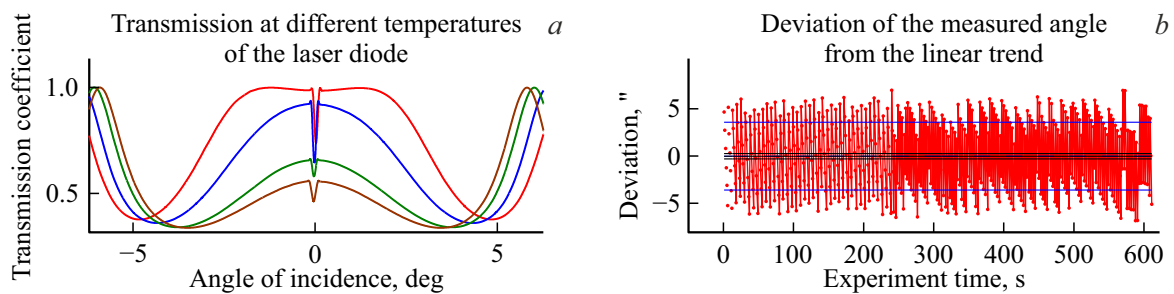 Transmission at different temperatures
of the laser diode
a
Transmission coefficient
1.0
0.5
−5
0
5
Angle of incidence, deg
Deviation of the measured angle
from the linear trend
b
Deviation, "
5
0
−5
0
100
200
300
400
500
600
Experiment time, s